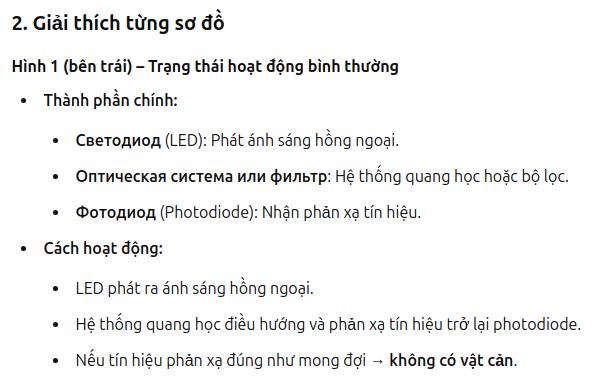 2. Giải thích từng sơ đồ
Hình 1 (bên trái) – Trạng thái hoạt động bình thường
• Thành phần chính:
• Светодиод (LED): Phát ánh sáng hồng ngoại.
• Оптическая система или фильтр: Hệ thống quang học hoặc bộ lọc.
• Фотодиод (Photodiode): Nhận phản xạ tín hiệu.
• Cách hoạt động:
• LED phát ra ánh sáng hồng ngoại.
• Hệ thống quang học điều hướng và phản xạ tín hiệu trở lại photodiode.
• Nếu tín hiệu phản xạ đúng như mong đợi → không có vật cản.